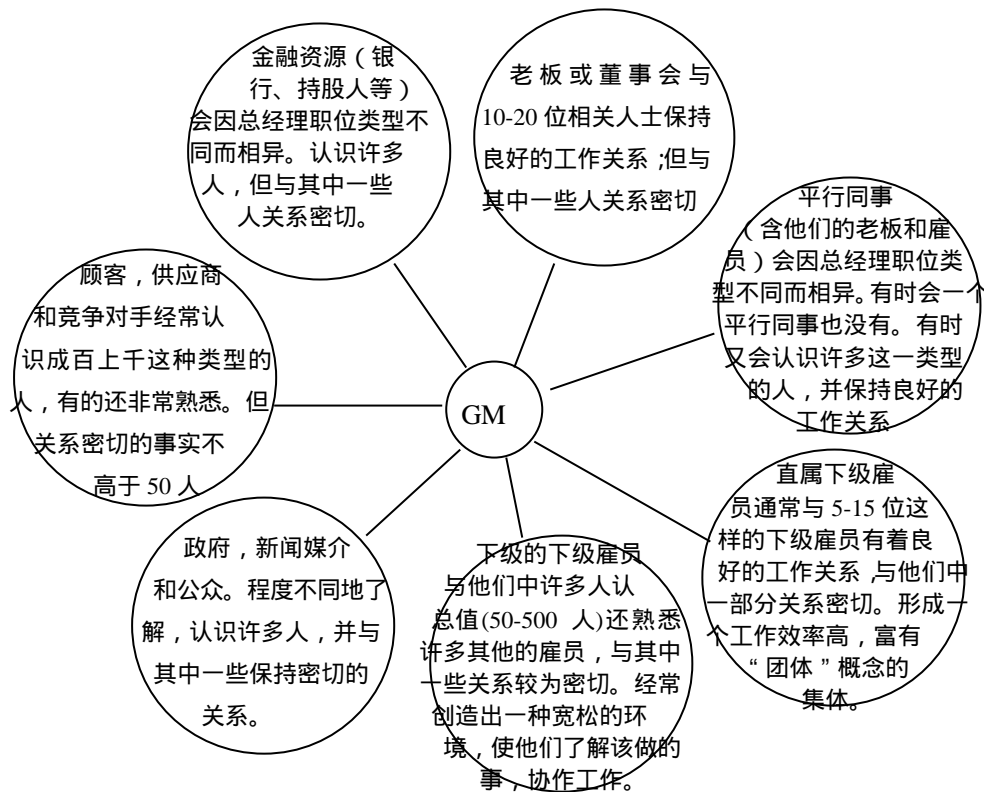 金融资源（银
行、持股人等）
会因总经理职位类型不
同而相异。认识许多
人，但与其中一些
人关系密切。
老板或董事会与
10-20 位相关人士保持
良好的工作关系；但与
其中一些人关系密切
平行同事
（含他们的老板和雇
员）会因总经理职位类
型不同而相异。有时会一个
平行同事也没有。有时
又会认识许多这一类型
的人，并保持良好的
工作关系
顾客，供应商
和竞争对手经常认
识成百上千这种类型的
人，有的还非常熟悉。但
关系密切的事实不
高于 50 人
GM
直属下级雇
员通常与 5-15 位这
样的下级雇员有着良
好的工作关系，与他们中
一部分关系密切。形成一
个工作效率高，富有
“团体”概念的
集体。
政府，新闻媒介
和公众。程度不同地了
解，认识许多人，并与
其中一些保持密切的
关系。
下级的下级雇员
与他们中许多人认
总值(50-500 人)还熟悉
许多其他的雇员，与其中
一些关系较为密切。经常
创造出一种宽松的环
境，使他们了解该做的
事，协作工作。